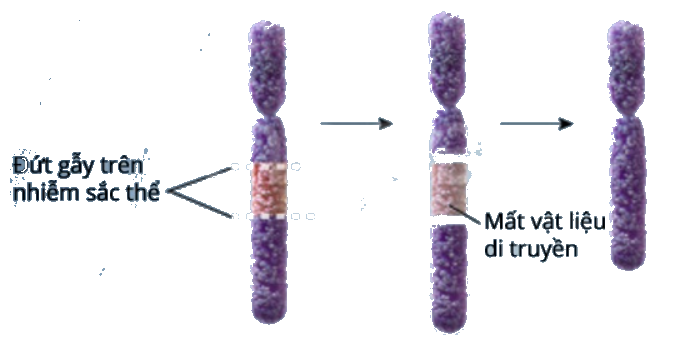 Đứt gẫy trên
nhiễm sắc thể
Mất vật liệu
di truyền